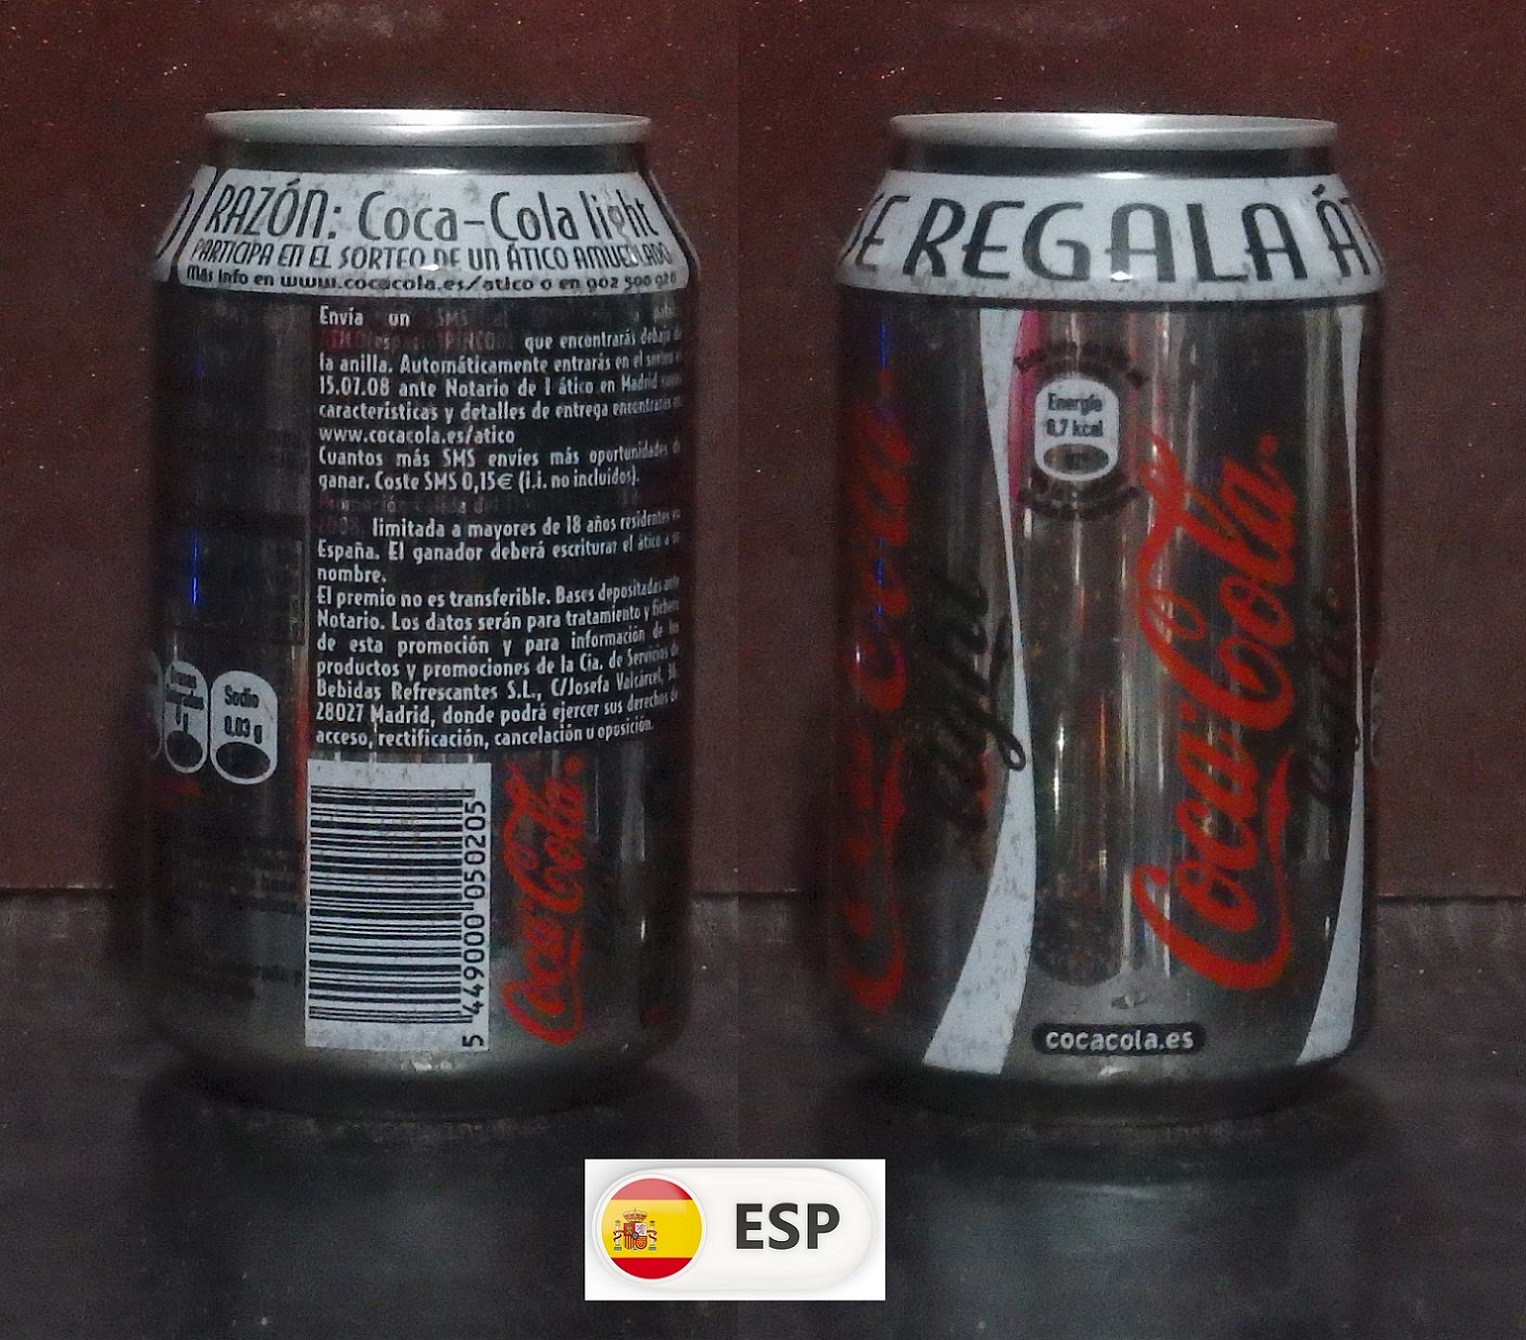 RAZÓN: Coca-Cola light
PARTICIPA EN EL SORTEO DE UN ÁTICO AMUEBLADO
Más info en www.cocacola.es/atico o en 902 500 020
Envía un SMS
que encontrarás debajo de
la anilla. Automáticamente entrarás en el sorteo
15.07.08 ante Notario de 1 ático en Madrid
características y detalles de entrega encontrarás en
www.cocacola.es/atico
Cuantos más SMS envíes más oportunidades de
ganar. Coste SMS 0,15€ (i.i. no incluidos).
limitada a mayores de 18 años residentes en
España. El ganador deberá escriturar el ático a su
nombre.
El premio no es transferible. Bases depositadas ante
Notario. Los datos serán para tratamiento y fichero
de esta promoción y para información de los
productos y promociones de la Cia. de Servicios de
Bebidas Refrescantes S.L., C/Josefa Valcárcel, 36
28027 Madrid, donde podrá ejercer sus derechos de
acceso, rectificación, cancelación u oposición.
Sodio
0,03 g
5 449000 050205
Coca-Cola
SE REGALA ÁT
Energía
0,7 kcal
Coca-Cola
light
Coca-Cola
cocacola.es
ESP